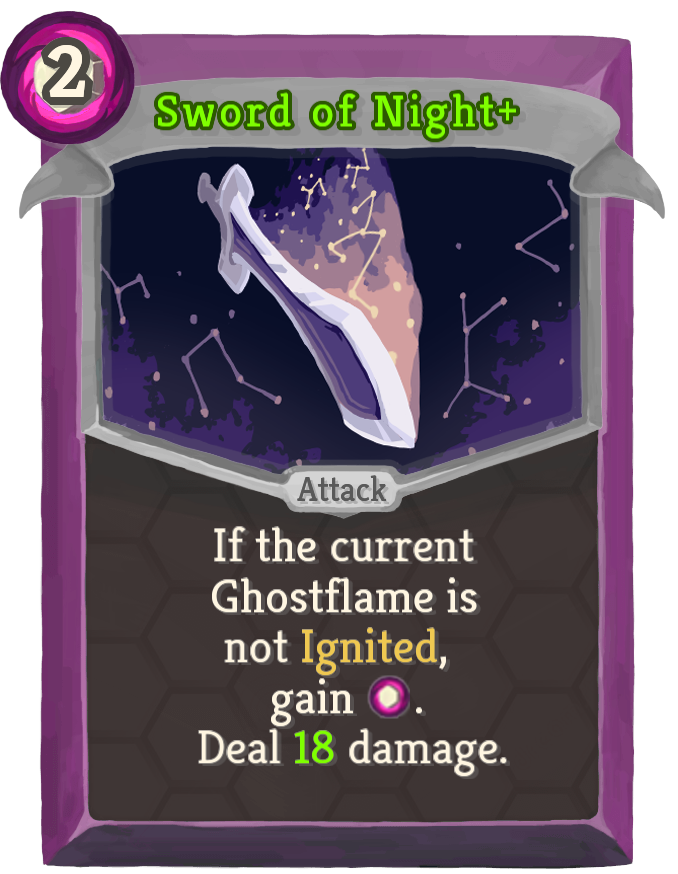 2
Sword of Night+
Attack
If the current
Ghostflame is
not Ignited,
gain .
Deal 18 damage.